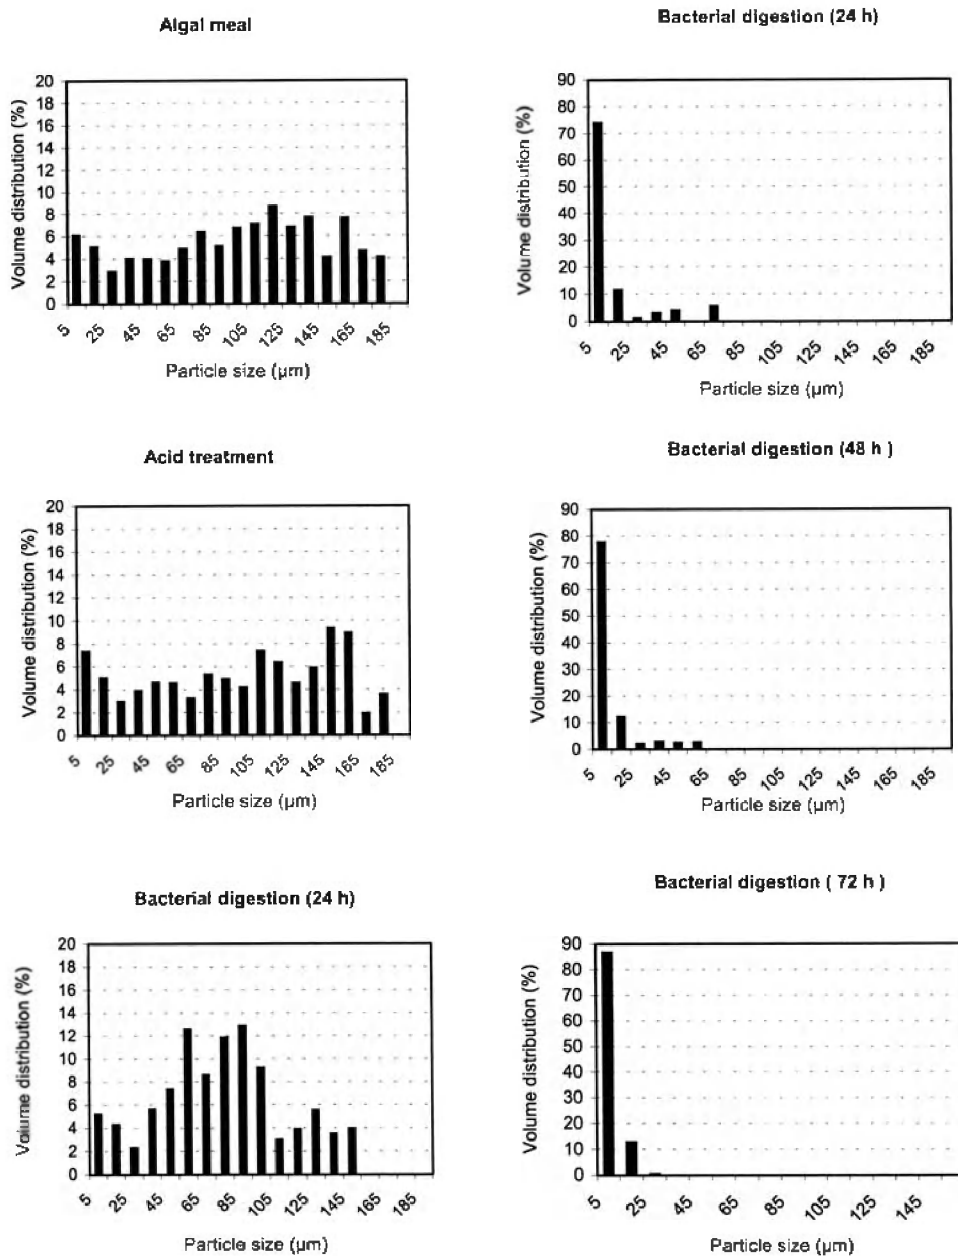 Algal meal
Volume distribution (%)
20
18
16
14
12
10
8
6
4
2
0
5 25 45 65 85 105 125 145 165 185
Particle size (µm)
Bacterial digestion (24 h)
Volume distribution (%)
90
80
70
60
50
40
30
20
10
0
5 25 45 65 85 105 125 145 165 185
Particle size (µm)
Acid treatment
Volume distribution (%)
20
18
16
14
12
10
8
6
4
2
0
5 25 45 65 85 105 125 145 165 185
Particle size (µm)
Bacterial digestion (48 h )
Volume distribution (%)
90
80
70
60
50
40
30
20
10
0
5 25 45 65 85 105 125 145 165 185
Particle size (µm)
Bacterial digestion (24 h)
Volume distribution (%)
20
18
16
14
12
10
8
6
4
2
0
5 25 45 65 85 105 125 145 165 185
Particle size (µm)
Bacterial digestion ( 72 h )
Volume distribution (%)
90
80
70
60
50
40
30
20
10
0
5 25 45 65 85 105 125 145
Particle size (µm)